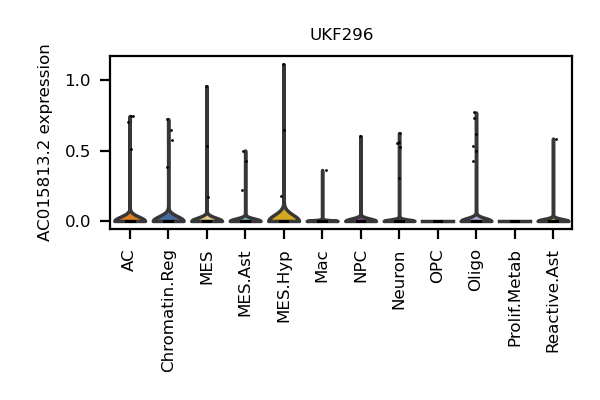 UKF296
AC015813.2 expression
1.0
0.5
0.0
AC
Chromatin.Reg
MES
MES.Ast
MES.Hyp
Mac
NPC
Neuron
OPC
Oligo
Prolif.Metab
Reactive.Ast